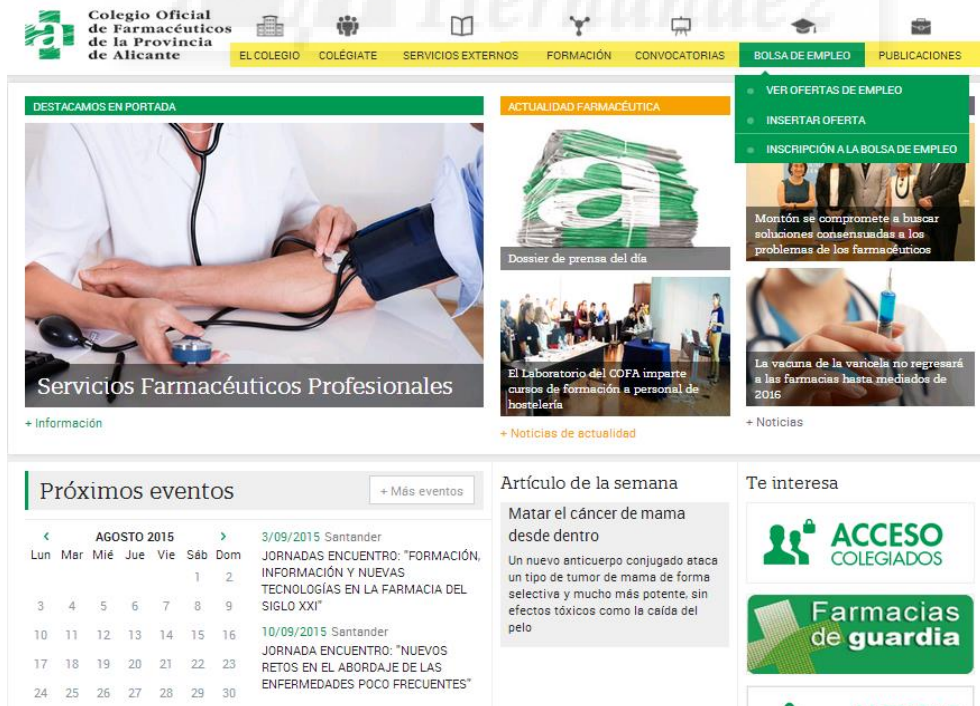 Colegio Oficial
de Farmacéuticos
de la Provincia
de Alicante
EL COLEGIO
COLÉGIATE
SERVICIOS EXTERNOS
FORMACIÓN
CONVOCATORIAS
BOLSA DE EMPLEO
PUBLICACIONES
VER OFERTAS DE EMPLEO
INSERTAR OFERTA
INSCRIPCIÓN A LA BOLSA DE EMPLEO
DESTACAMOS EN PORTADA
Servicios Farmacéuticos Profesionales
+ Información
ACTUALIDAD FARMACÉUTICA
a
Dossier de prensa del día
El Laboratorio del COFA imparte
cursos de formación a personal de
hostelería
+ Noticias de actualidad
Montón se compromete a buscar
soluciones consensuadas a los
problemas de los farmacéuticos
La vacuna de la varicela no regresará
a las farmacias hasta mediados de
2016
+ Noticias
Próximos eventos
+ Más eventos
‹ AGOSTO 2015 ›
Lun Mar Mié Jue Vie Sáb Dom
1 2
3 4 5 6 7 8 9
10 11 12 13 14 15 16
17 18 19 20 21 22 23
24 25 26 27 28 29 30
3/09/2015 Santander
JORNADAS ENCUENTRO: "FORMACIÓN,
INFORMACIÓN Y NUEVAS
TECNOLOGÍAS EN LA FARMACIA DEL
SIGLO XXI"
10/09/2015 Santander
JORNADA ENCUENTRO: "NUEVOS
RETOS EN EL ABORDAJE DE LAS
ENFERMEDADES POCO FRECUENTES"
Artículo de la semana
Matar el cáncer de mama
desde dentro
Un nuevo anticuerpo conjugado ataca
un tipo de tumor de mama de forma
selectiva y mucho más potente, sin
efectos tóxicos como la caída del
pelo
Te interesa
ACCESO
COLEGIADOS
Farmacias
de guardia